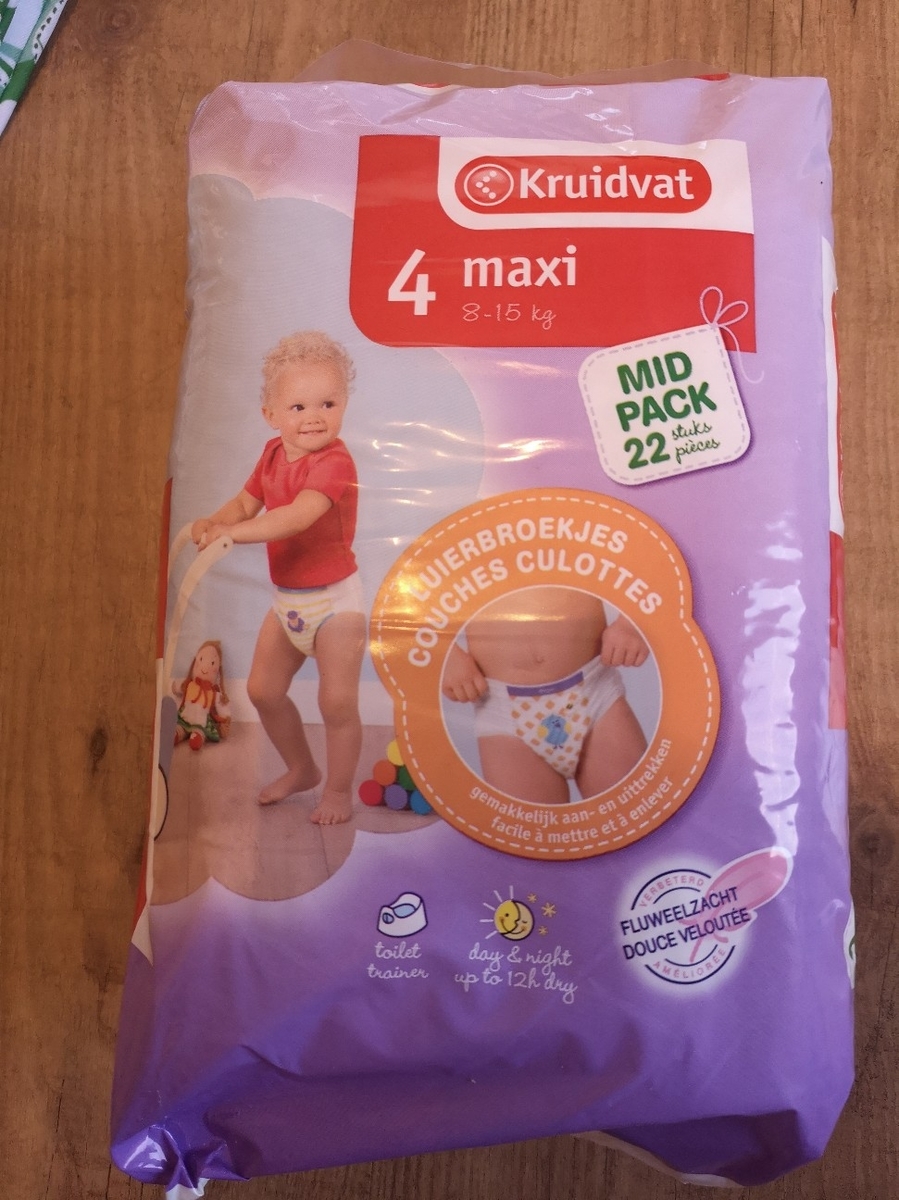 Kruidvat
4 maxi
8-15 kg
MID
PACK
22 stuks
pièces
LUIERBROEKJES
COUCHES CULOTTES
gemakkelijk aan- en uittrekken
facile à mettre et à enlever
toilet
trainer
day & night
up to 12h dry
VERBETERD
FLUWEELZACHT
DOUCE VELOUTÉE
AMÉLIORÉE